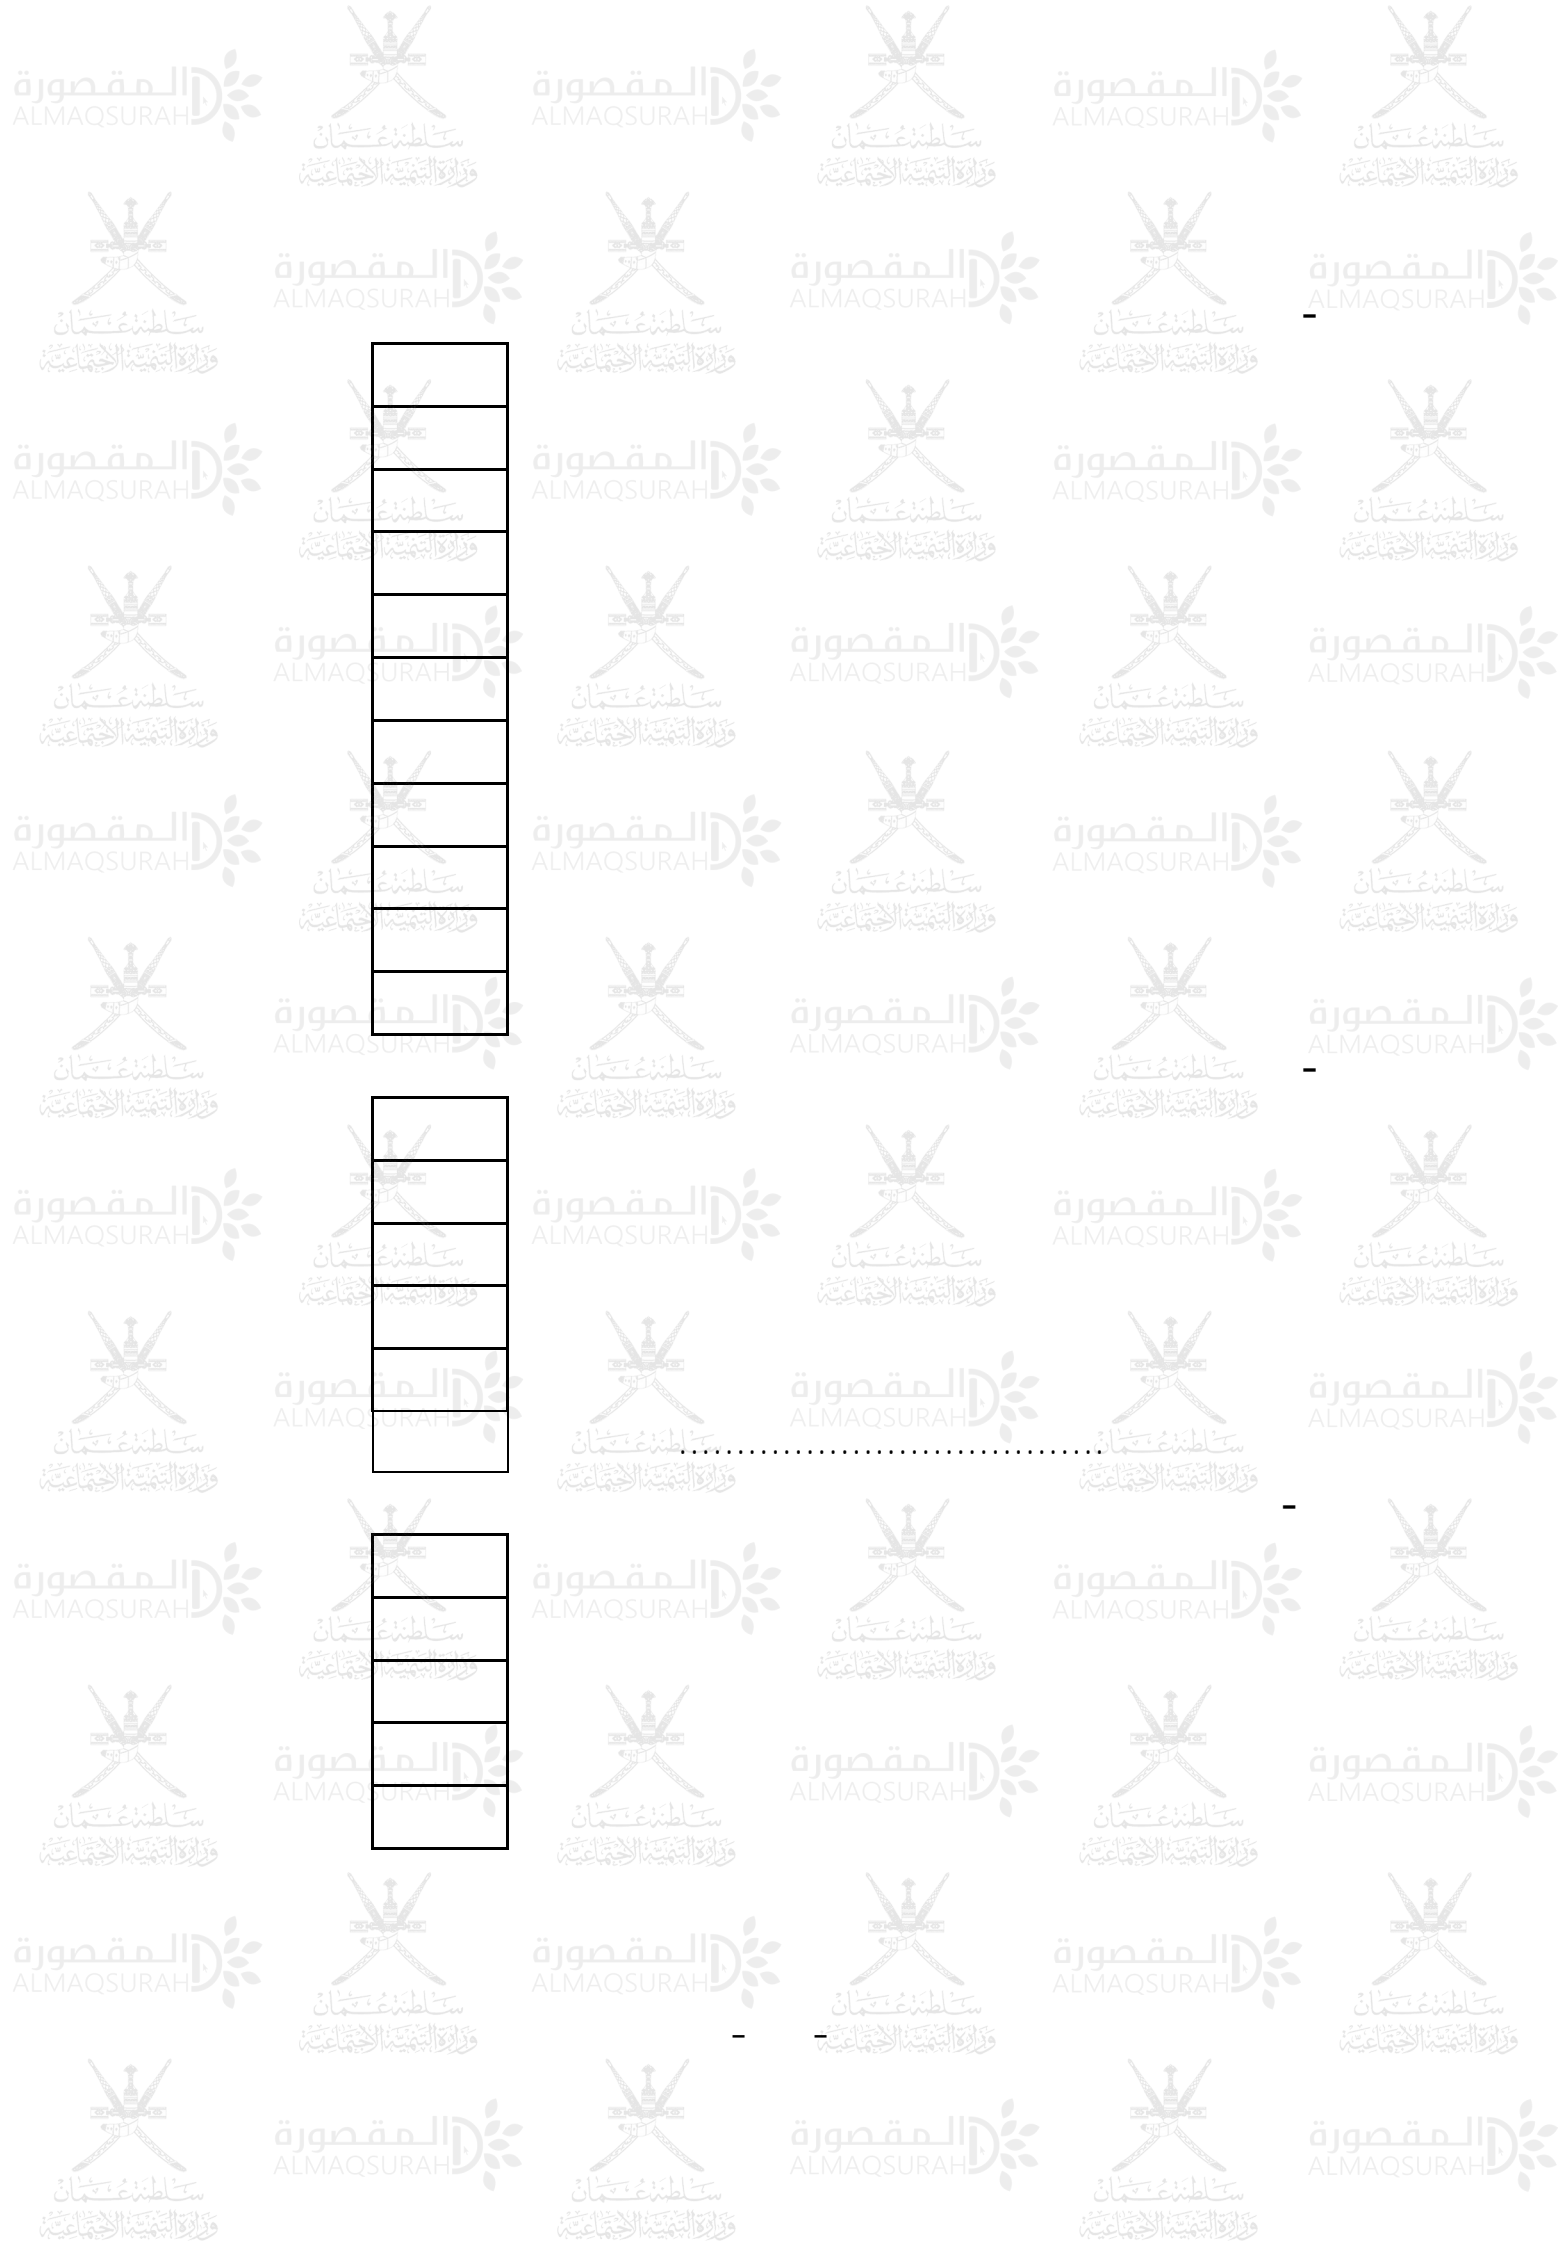 المقصورة
ALMAQSURAH
سلطنة عمان
وزارة التنمية الاجتماعية
-
-
..................................... 
-
- -